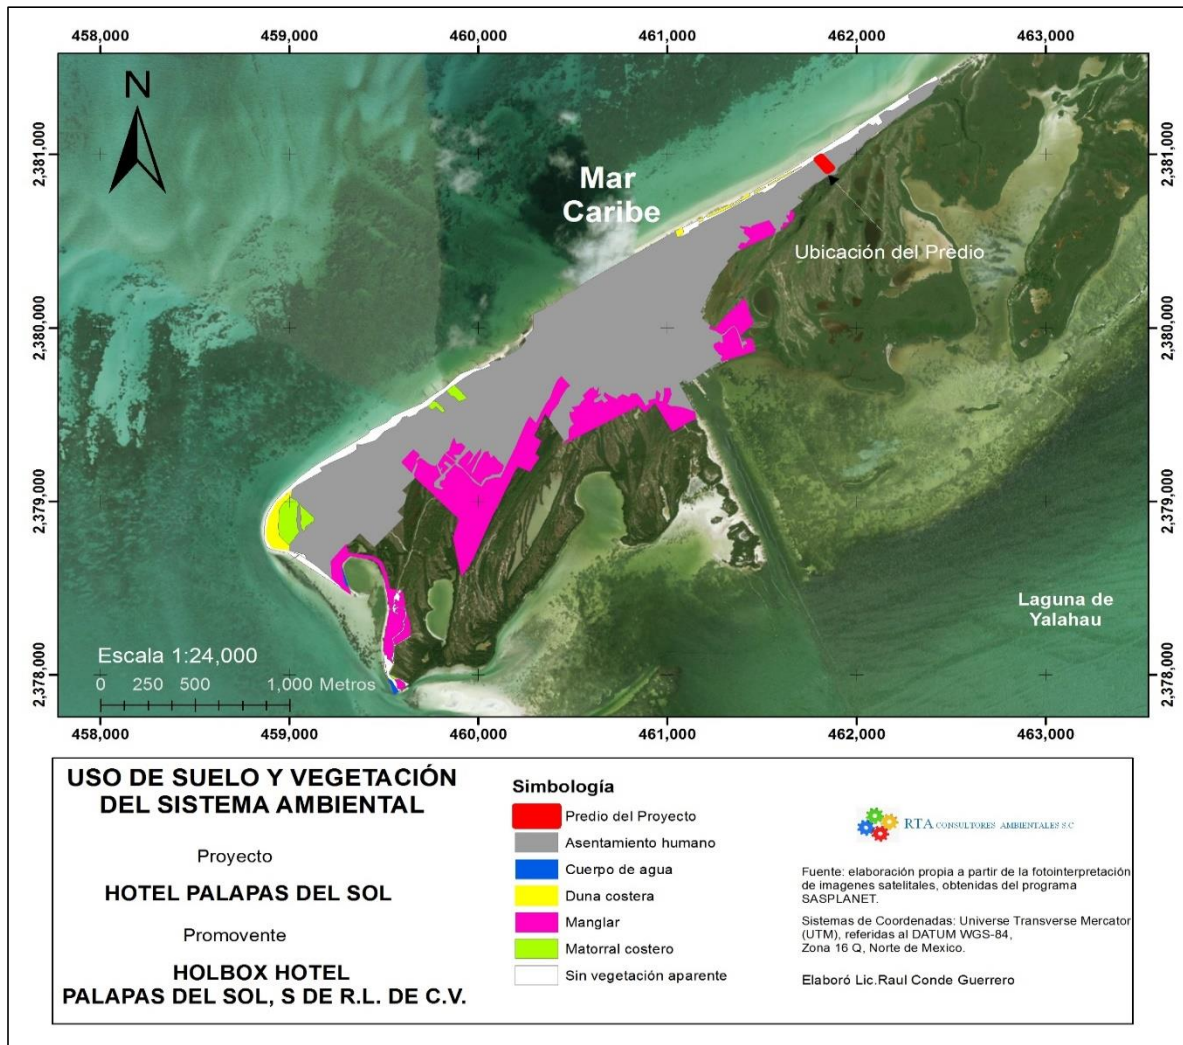 458,000 459,000 460,000 461,000 462,000 463,000
2,381,000
2,380,000
2,379,000
2,378,000
2,381,000
2,380,000
2,379,000
2,378,000
N
Mar
Caribe
Ubicación del Predio
Laguna de
Yalahau
Escala 1:24,000
0 250 500 1,000 Metros
458,000 459,000 460,000 461,000 462,000 463,000
USO DE SUELO Y VEGETACIÓN
DEL SISTEMA AMBIENTAL
Proyecto
HOTEL PALAPAS DEL SOL
Promovente
HOLBOX HOTEL
PALAPAS DEL SOL, S DE R.L. DE C.V.
Simbología
Predio del Proyecto
Asentamiento humano
Cuerpo de agua
Duna costera
Manglar
Matorral costero
Sin vegetación aparente
RTA CONSULTORES AMBIENTALES S.C
Fuente: elaboración propia a partir de la fotointerpretación
de imagenes satelitales, obtenidas del programa
SASPLANET.
Sistemas de Coordenadas: Universe Transverse Mercator
(UTM), referidas al DATUM WGS-84,
Zona 16 Q, Norte de Mexico.
Elaboró Lic.Raul Conde Guerrero